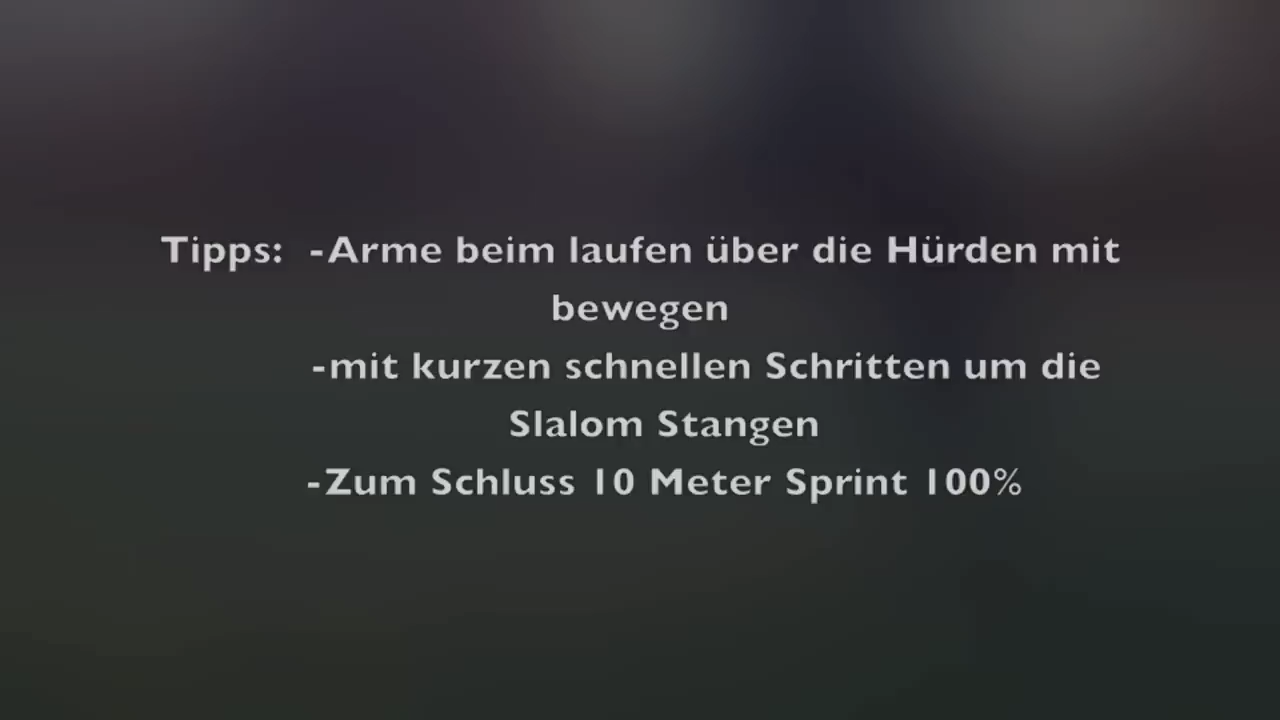 Tipps: -Arme beim laufen über die Hürden mit
bewegen
-mit kurzen schnellen Schritten um die
Slalom Stangen
-Zum Schluss 10 Meter Sprint 100%